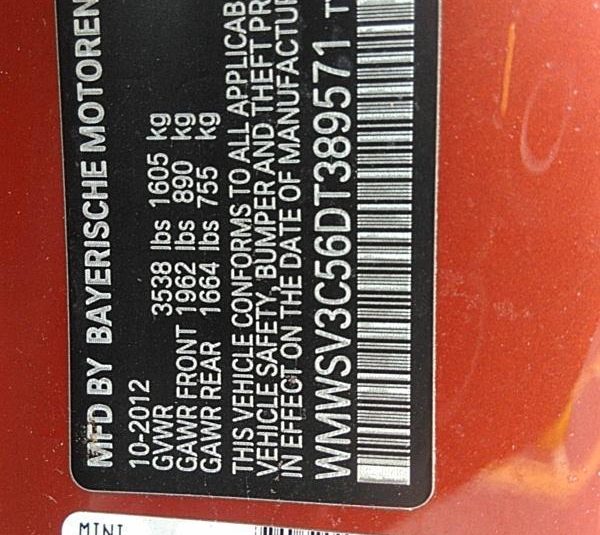 MFD BY BAYERISCHE MOTOREN
10-2012
GVWR 3538 lbs 1605 kg
GAWR FRONT 1962 lbs 890 kg
GAWR REAR 1664 lbs 755 kg
THIS VEHICLE CONFORMS TO ALL APPLICAB
VEHICLE SAFETY, BUMPER AND THEFT PR
IN EFFECT ON THE DATE OF MANUFACTUR
WMWSV3C56DT389571 T
MINI